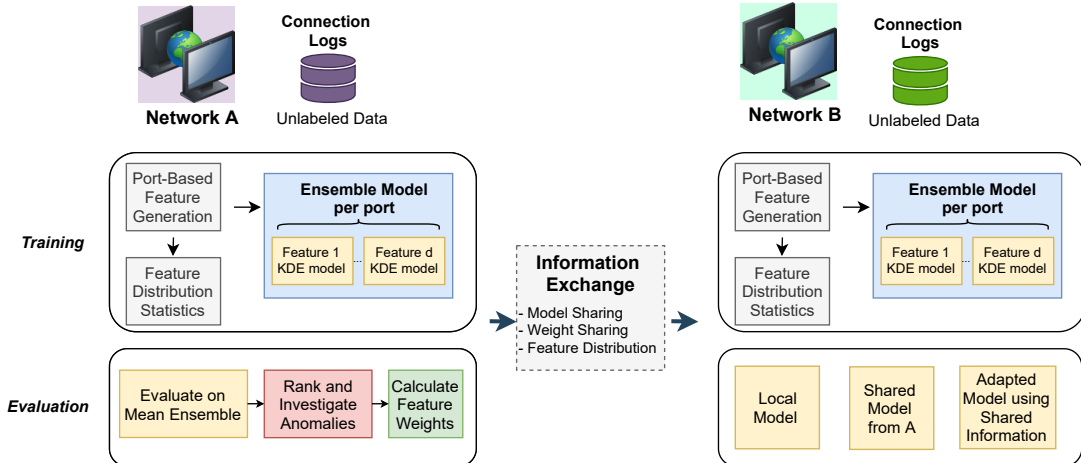 Connection
Logs
Network A
Unlabeled Data
Connection
Logs
Network B
Unlabeled Data
Training
Port-Based
Feature
Generation
Feature
Distribution
Statistics
Ensemble Model
per port
Feature 1
KDE model
...
Feature d
KDE model
Information
Exchange
- Model Sharing
- Weight Sharing
- Feature Distribution
Port-Based
Feature
Generation
Feature
Distribution
Statistics
Ensemble Model
per port
Feature 1
KDE model
...
Feature d
KDE model
Evaluation
Evaluate on
Mean Ensemble
Rank and
Investigate
Anomalies
Calculate
Feature
Weights
Local
Model
Shared
Model
from A
Adapted
Model using
Shared
Information